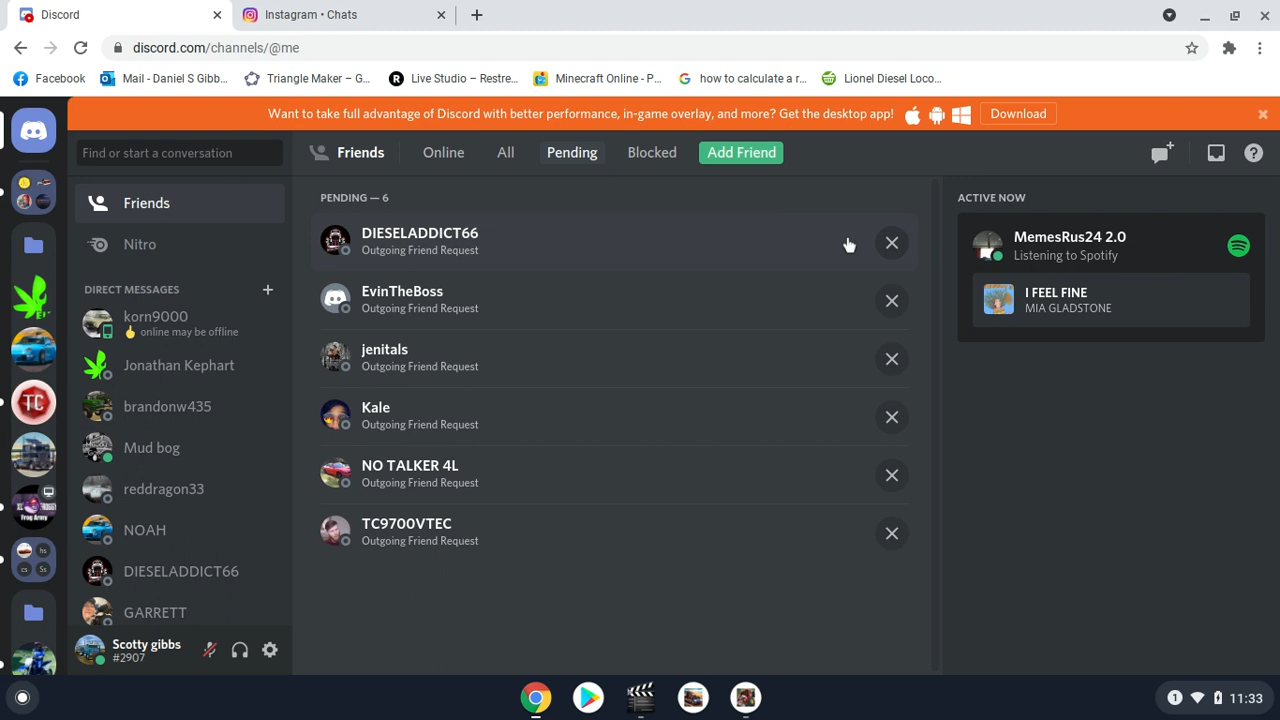 Discord
Instagram • Chats
discord.com/channels/@me
Facebook
Mail - Daniel S Gibb...
Triangle Maker – G...
Live Studio – Restre...
Minecraft Online - P...
how to calculate a r...
Lionel Diesel Loco...
Want to take full advantage of Discord with better performance, in-game overlay, and more? Get the desktop app!
Download
Find or start a conversation
Friends
Online
All
Pending
Blocked
Add Friend
Friends
Nitro
DIRECT MESSAGES
korn9000
online may be offline
Jonathan Kephart
brandonw435
Mud bog
reddragon33
NOAH
DIESELADDICT66
GARRETT
Scotty gibbs
#2907
PENDING — 6
DIESELADDICT66
Outgoing Friend Request
EvinTheBoss
Outgoing Friend Request
jenitals
Outgoing Friend Request
Kale
Outgoing Friend Request
NO TALKER 4L
Outgoing Friend Request
TC9700VTEC
Outgoing Friend Request
ACTIVE NOW
MemesRus24 2.0
Listening to Spotify
I FEEL FINE
MIA GLADSTONE
TC
hs
cs
Ss
1
11:33